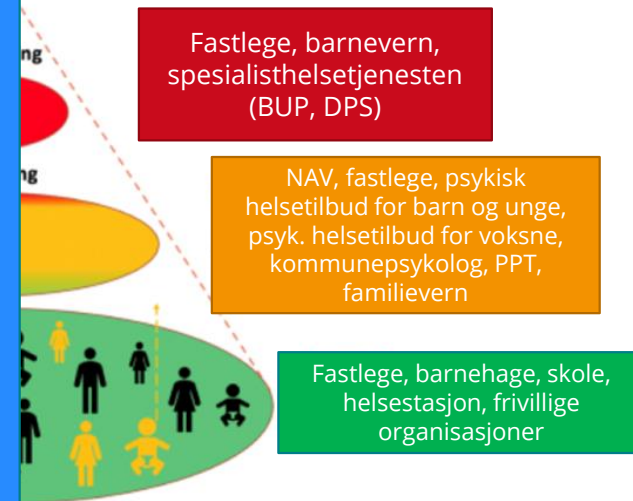 ng
Fastlege, barnevern,
spesialisthelsetjenesten
(BUP, DPS)
ng
NAV, fastlege, psykisk
helsetilbud for barn og unge,
psyk. helsetilbud for voksne,
kommunepsykolog, PPT,
familievern
Fastlege, barnehage, skole,
helsestasjon, frivillige
organisasjoner